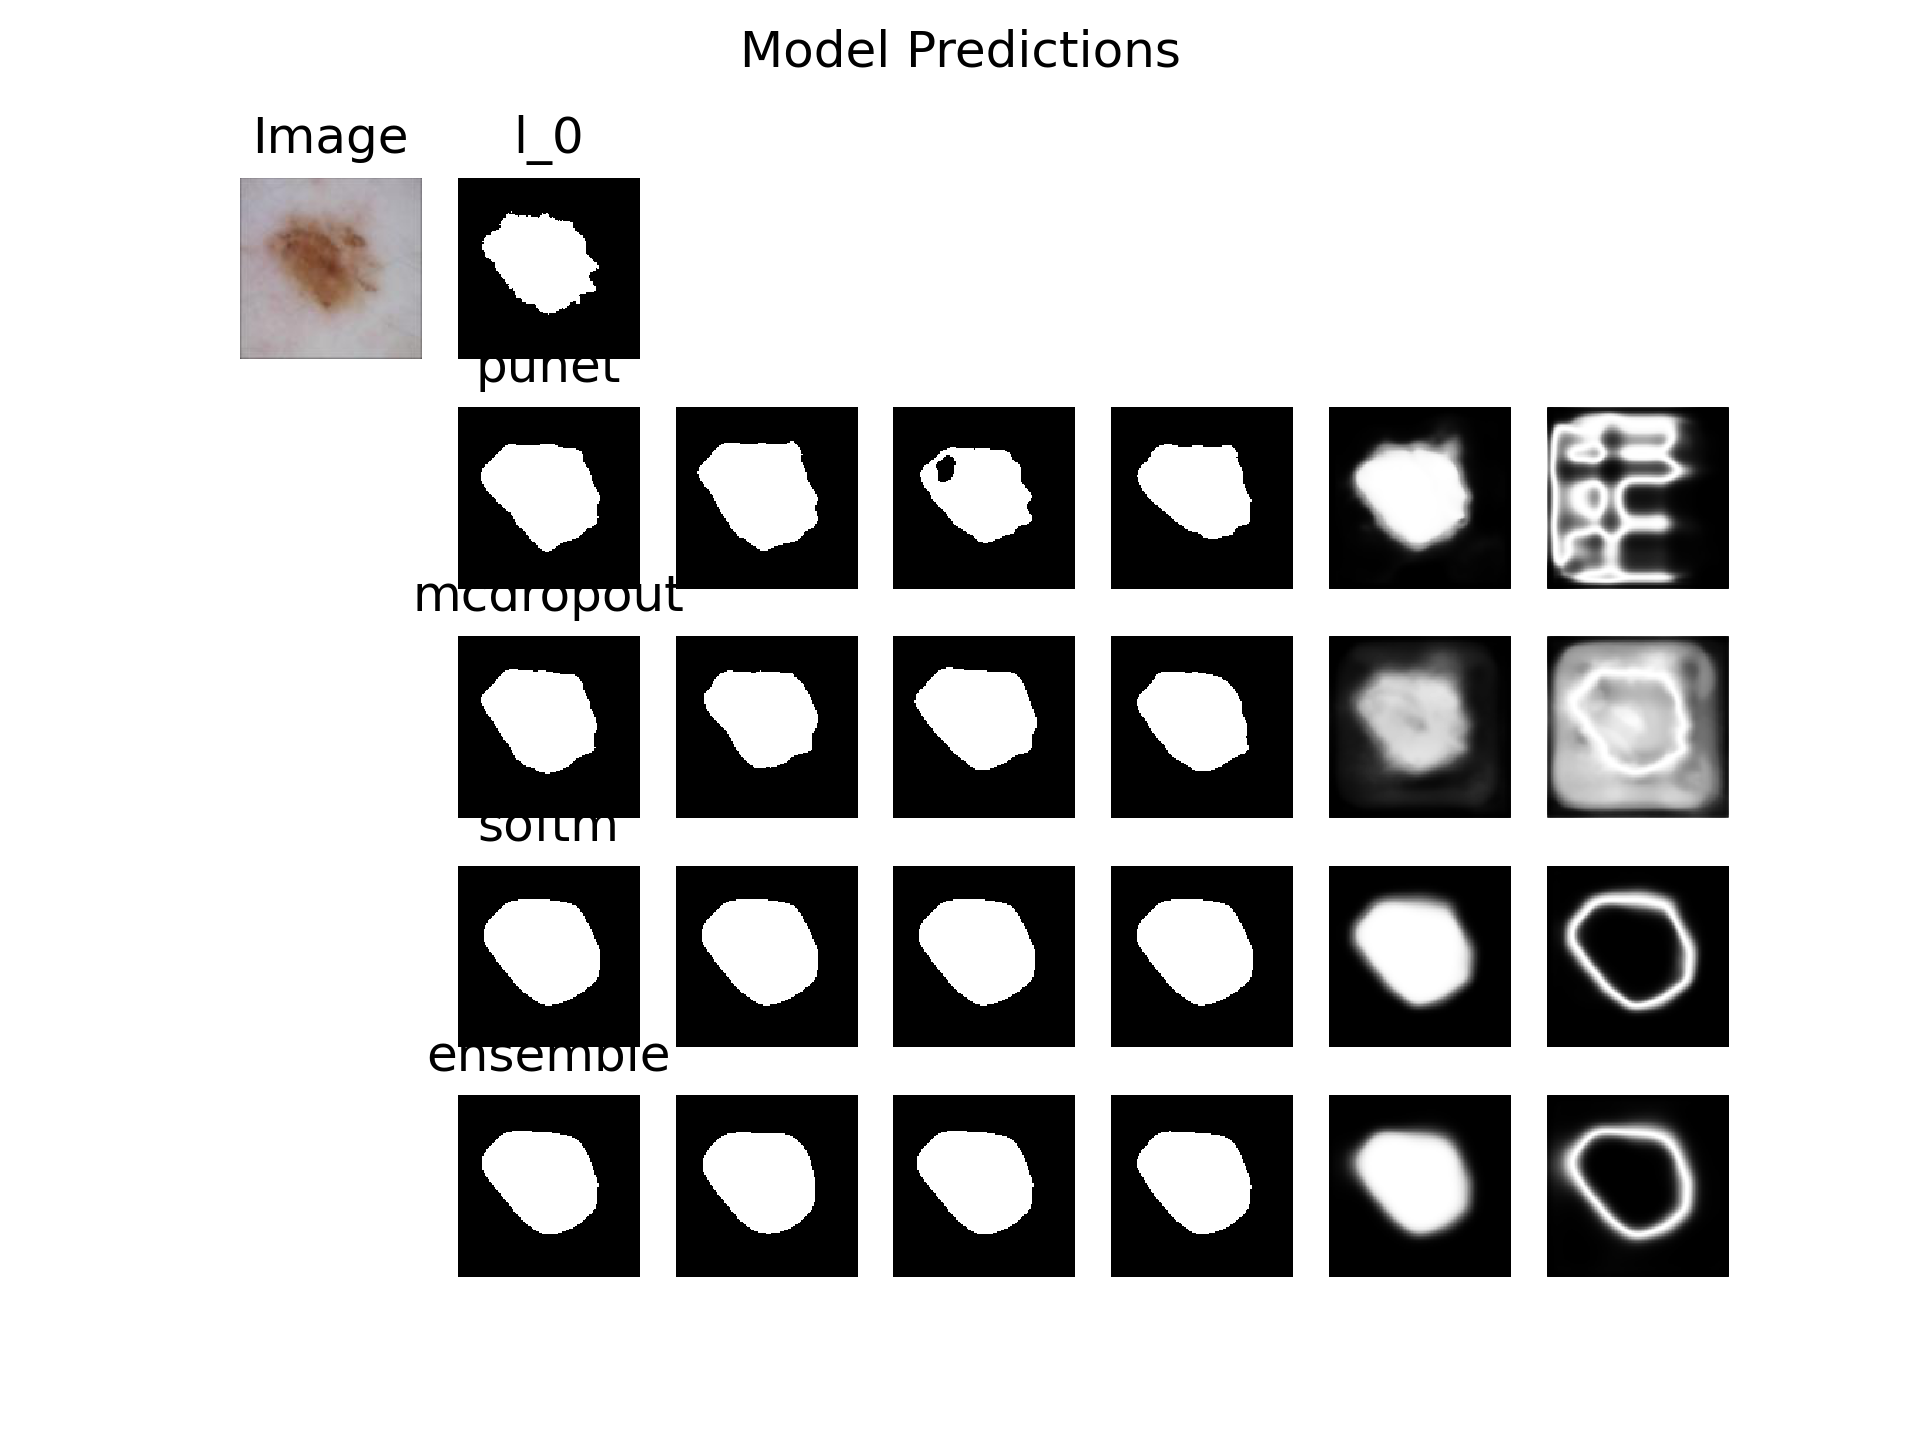 Model Predictions
Image l_0
punet
mcdropout
softm
ensemble